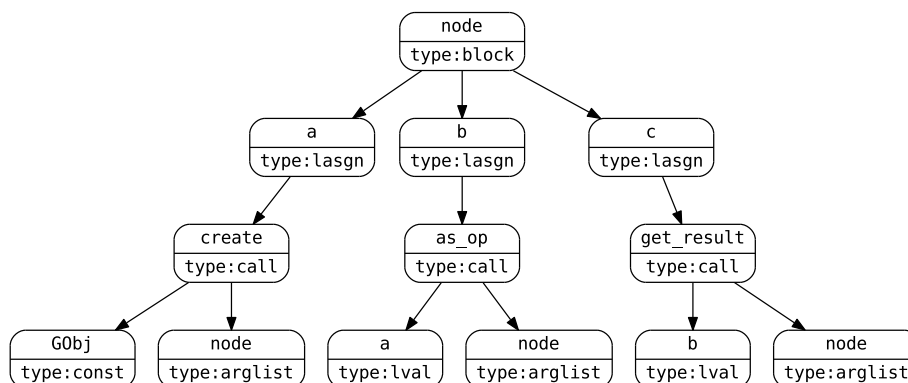 node
type:block
a
type:lasgn
b
type:lasgn
c
type:lasgn
create
type:call
as_op
type:call
get_result
type:call
GObj
type:const
node
type:arglist
a
type:lval
node
type:arglist
b
type:lval
node
type:arglist